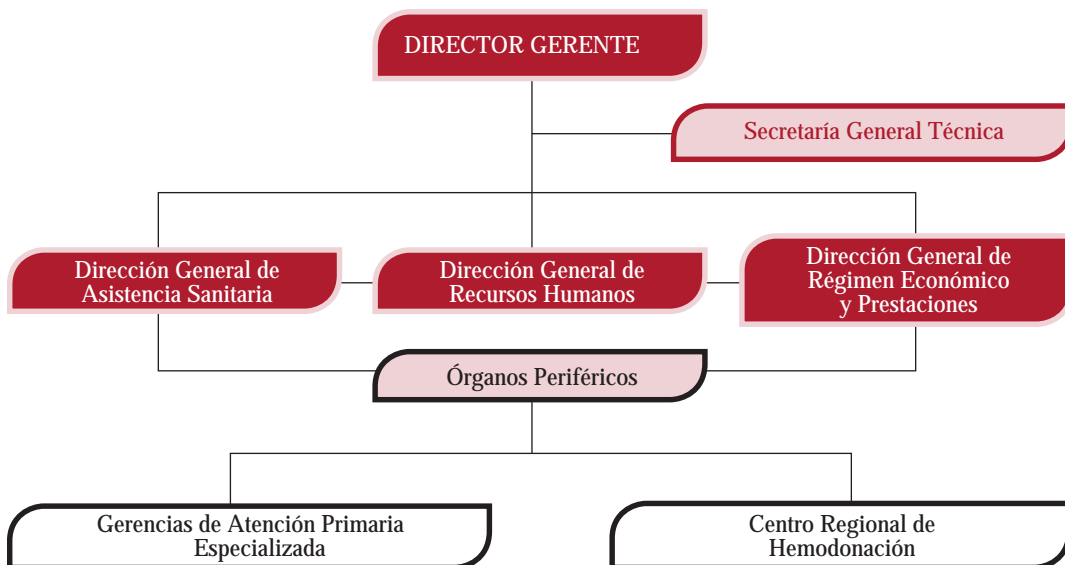 DIRECTOR GERENTE
Secretaría General Técnica
Dirección General de
Asistencia Sanitaria
Dirección General de
Recursos Humanos
Dirección General de
Régimen Económico
y Prestaciones
Órganos Periféricos
Gerencias de Atención Primaria
Especializada
Centro Regional de
Hemodonación